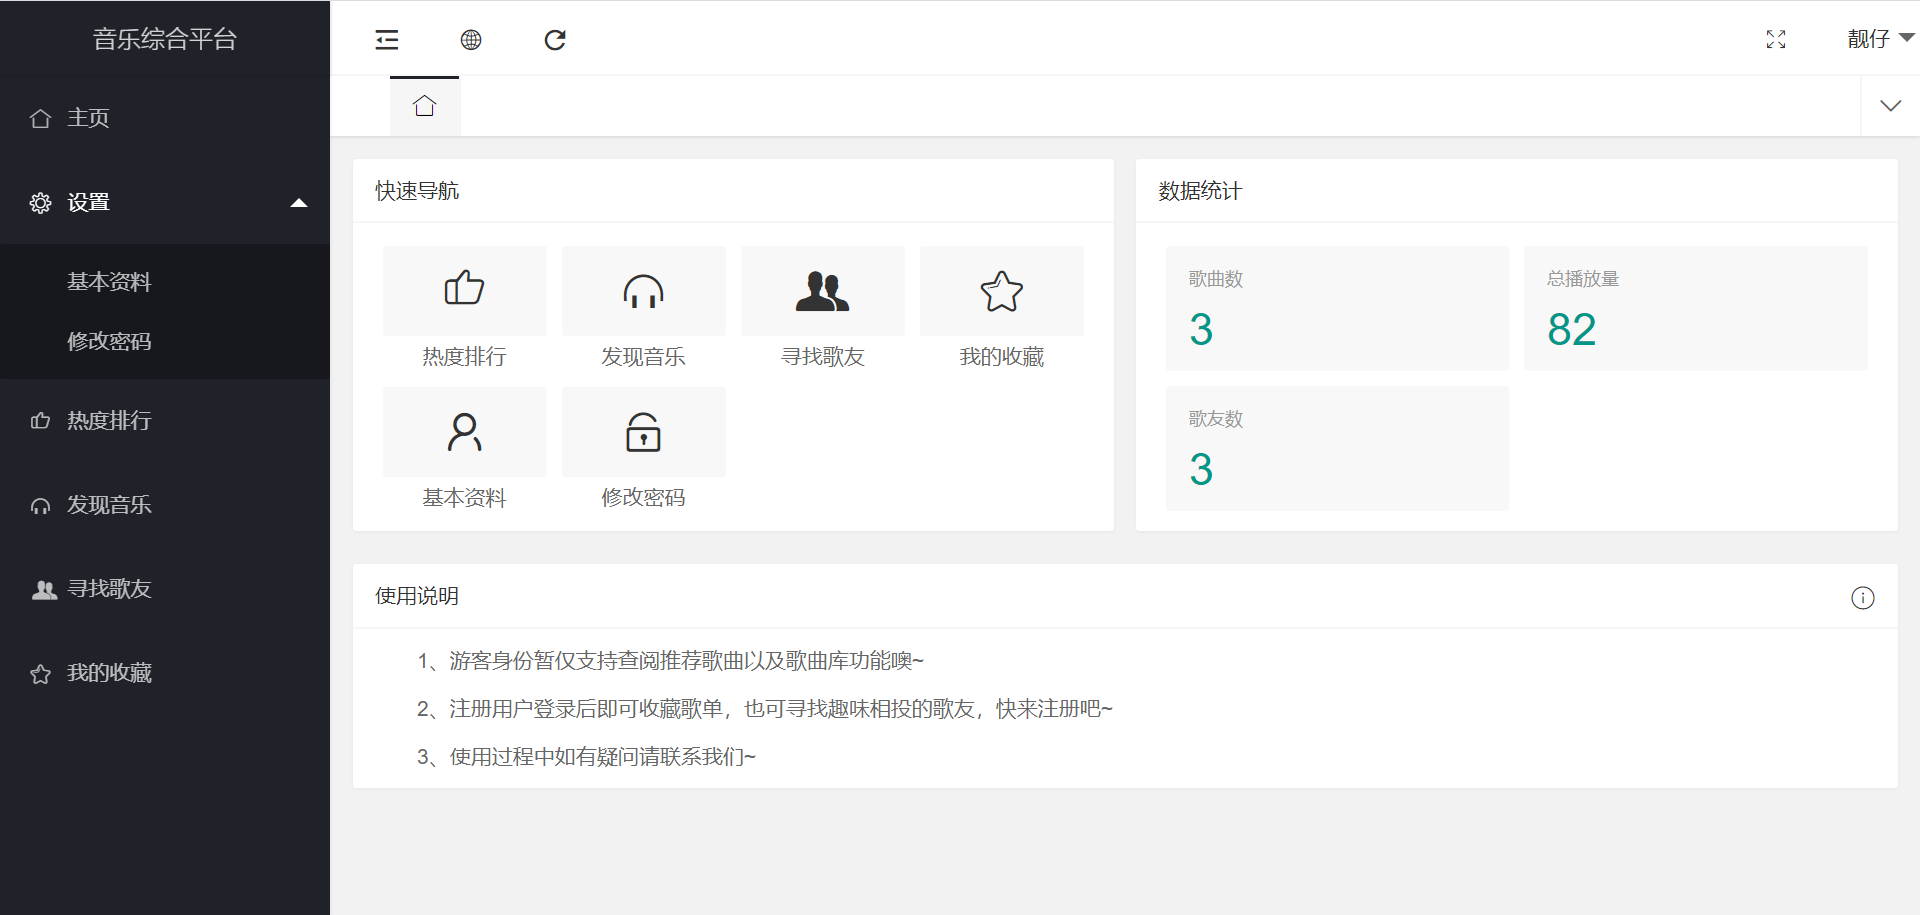 音乐综合平台
靓仔
主页
设置
基本资料
修改密码
热度排行
发现音乐
寻找歌友
我的收藏
快速导航
热度排行
发现音乐
寻找歌友
我的收藏
基本资料
修改密码
数据统计
歌曲数
3
总播放量
82
歌友数
3
使用说明
1、游客身份暂仅支持查阅推荐歌曲以及歌曲库功能噢~
2、注册用户登录后即可收藏歌单，也可寻找趣味相投的歌友，快来注册吧~
3、使用过程中如有疑问请联系我们~